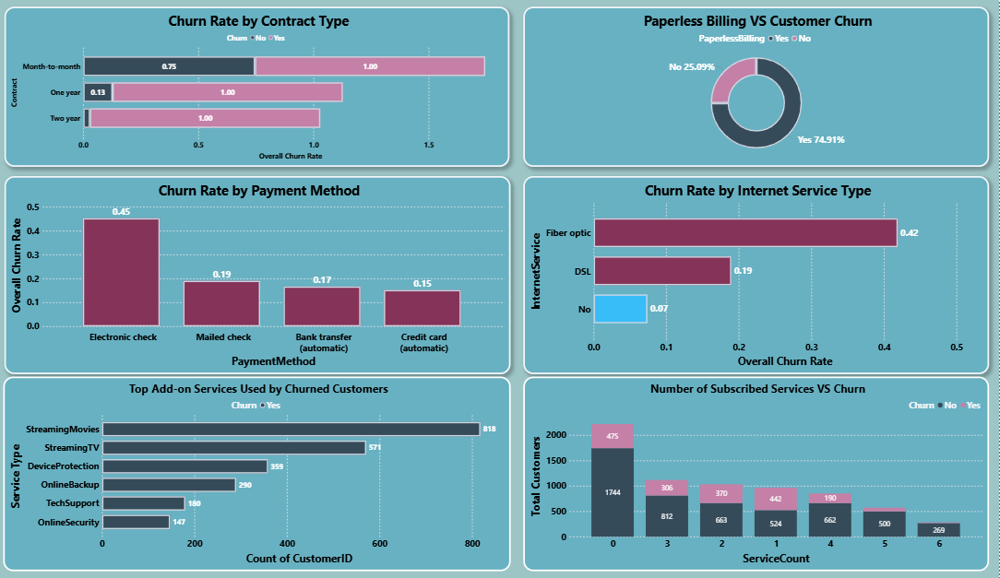 Churn Rate by Contract Type
Churn No Yes
Contract
Month-to-month
0.75
1.00
One year
0.13
1.00
Two year
1.00
0.0
0.5
1.0
1.5
Overall Churn Rate
Paperless Billing VS Customer Churn
PaperlessBilling Yes No
No 25.09%
Yes 74.91%
Churn Rate by Payment Method
Overall Churn Rate
0.5
0.4
0.3
0.2
0.1
0.0
0.45
0.19
0.17
0.15
Electronic check
Mailed check
Bank transfer
(automatic)
Credit card
(automatic)
PaymentMethod
Churn Rate by Internet Service Type
InternetService
Fiber optic
0.42
DSL
0.19
No
0.07
0.0
0.1
0.2
0.3
0.4
0.5
Overall Churn Rate
Top Add-on Services Used by Churned Customers
Churn Yes
Service Type
StreamingMovies
818
StreamingTV
571
DeviceProtection
359
OnlineBackup
290
TechSupport
180
OnlineSecurity
147
0
200
400
600
800
Count of CustomerID
Number of Subscribed Services VS Churn
Churn No Yes
Total Customers
2000
1500
1000
500
0
475
1744
306
812
370
663
442
524
190
662
500
269
0
3
2
1
4
5
6
ServiceCount